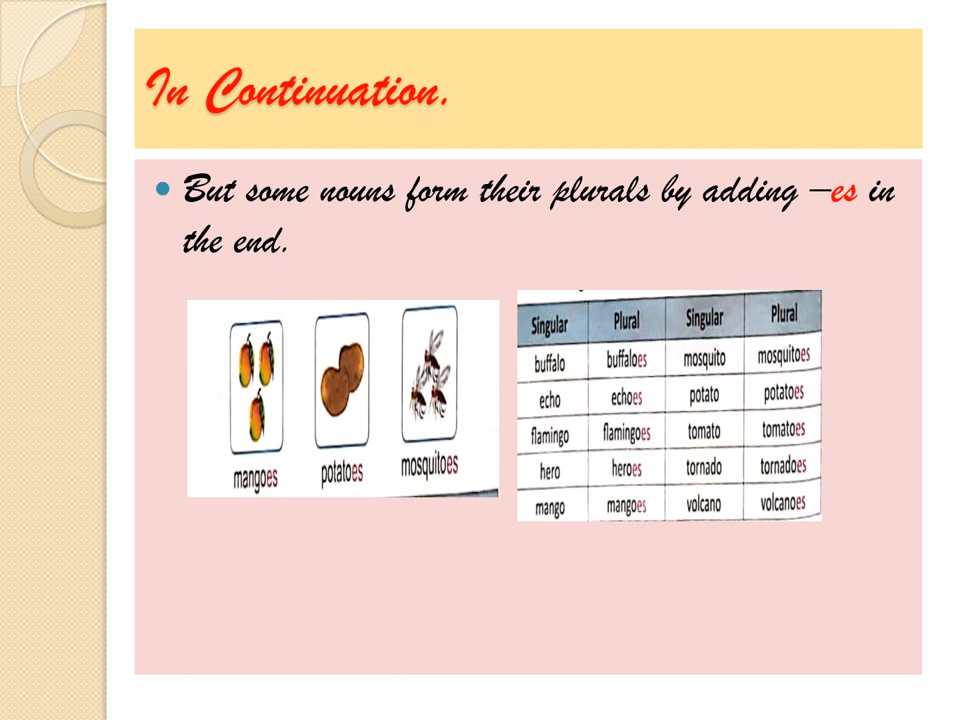 In Continuation.
But some nouns form their plurals by adding –es in
the end.
mangoes potatoes mosquitoes
Singular Plural Singular Plural
buffalo buffaloes mosquito mosquitoes
echo echoes potato potatoes
flamingo flamingoes tomato tomatoes
hero heroes tornado tornadoes
mango mangoes volcano volcanoes